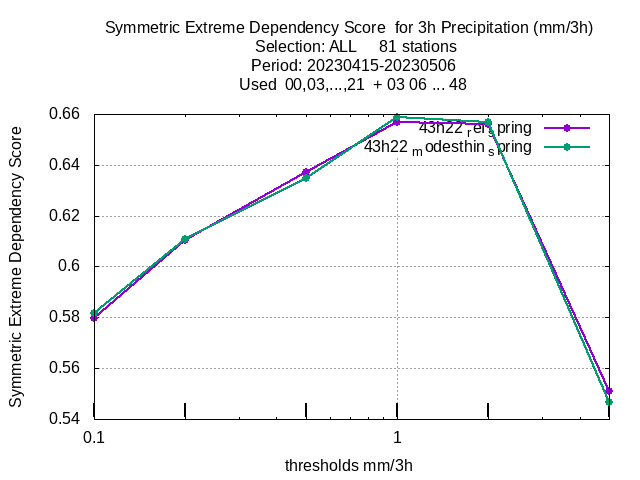 Symmetric Extreme Dependency Score for 3h Precipitation (mm/3h)
Selection: ALL 81 stations
Period: 20230415-20230506
Used 00,03,...,21 + 03 06 ... 48
0.66
0.64
0.62
0.6
0.58
0.56
0.54
Symmetric Extreme Dependency Score
43h22_refspring
43h22_modesthin_spring
0.1
1
thresholds mm/3h